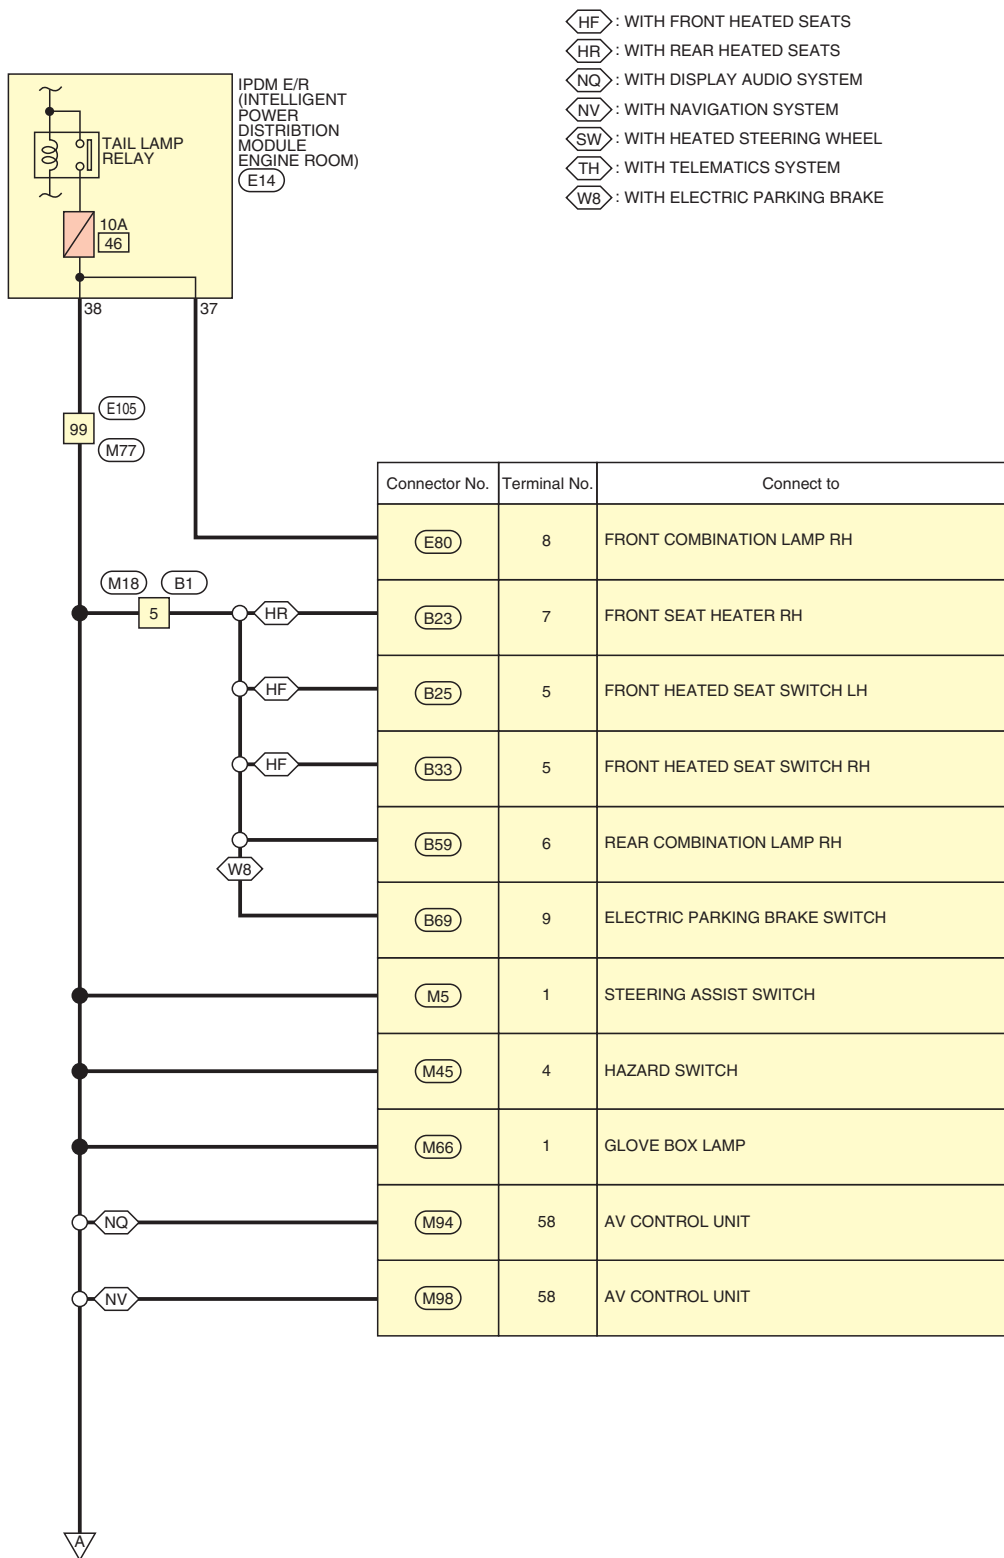 HF : WITH FRONT HEATED SEATS
HR : WITH REAR HEATED SEATS
NQ : WITH DISPLAY AUDIO SYSTEM
NV : WITH NAVIGATION SYSTEM
SW : WITH HEATED STEERING WHEEL
TH : WITH TELEMATICS SYSTEM
W8 : WITH ELECTRIC PARKING BRAKE
IPDM E/R
(INTELLIGENT
POWER
DISTRIBTION
MODULE
ENGINE ROOM)
E14
TAIL LAMP
RELAY
10A
46
38
37
E105
99
M77
Connector No. Terminal No. Connect to
E80 8 FRONT COMBINATION LAMP RH
M18 B1
5 HR B23 7 FRONT SEAT HEATER RH
HF B25 5 FRONT HEATED SEAT SWITCH LH
HF B33 5 FRONT HEATED SEAT SWITCH RH
B59 6 REAR COMBINATION LAMP RH
W8
B69 9 ELECTRIC PARKING BRAKE SWITCH
M5 1 STEERING ASSIST SWITCH
M45 4 HAZARD SWITCH
M66 1 GLOVE BOX LAMP
NQ M94 58 AV CONTROL UNIT
NV M98 58 AV CONTROL UNIT
A